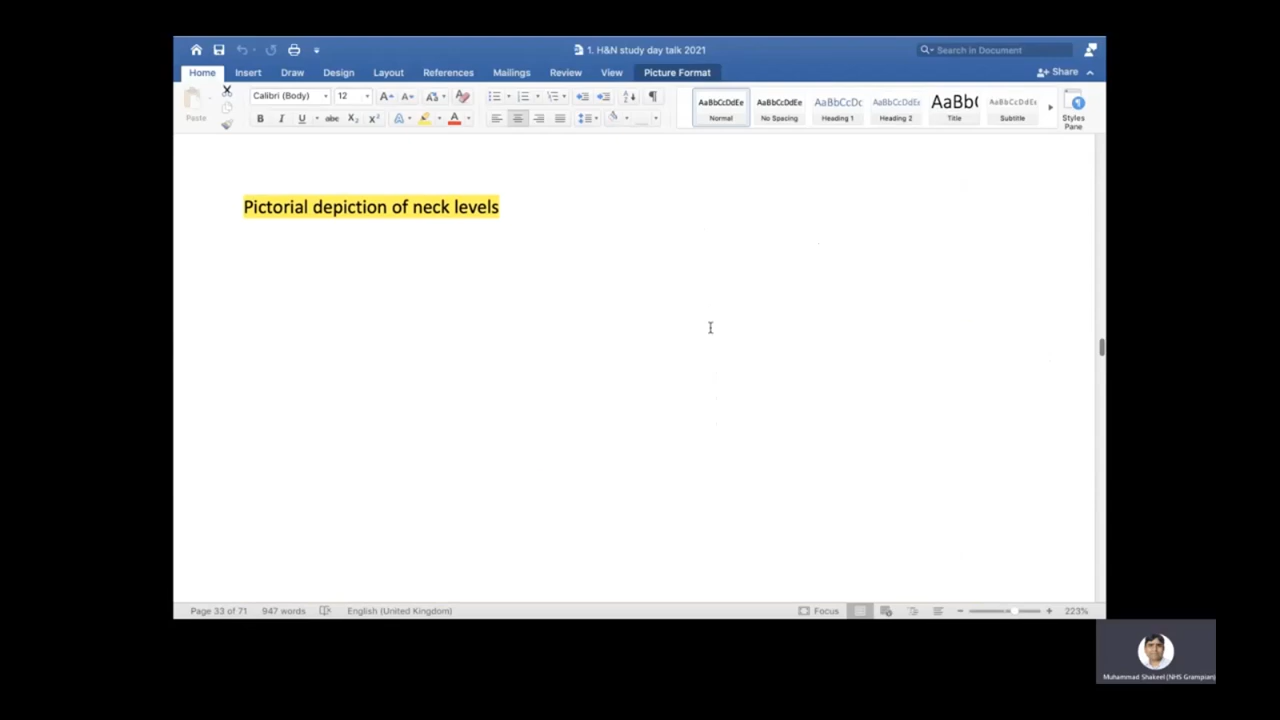 1. H&N study day talk 2021
Search in Document
Home Insert Draw Design Layout References Mailings Review View Picture Format
Share
Paste
Calibri (Body) 12
B I U abc X₂ X²
AaBbCcDdEe AaBbCcDdEe AaBbCcDc AaBbCcDdEe AaBb( AaBbCcDdEe
Normal No Spacing Heading 1 Heading 2 Title Subtitle
Styles
Pane
Pictorial depiction of neck levels
Page 33 of 71 947 words English (United Kingdom) Focus 223%
Muhammad Shakeel (NHS Grampian)